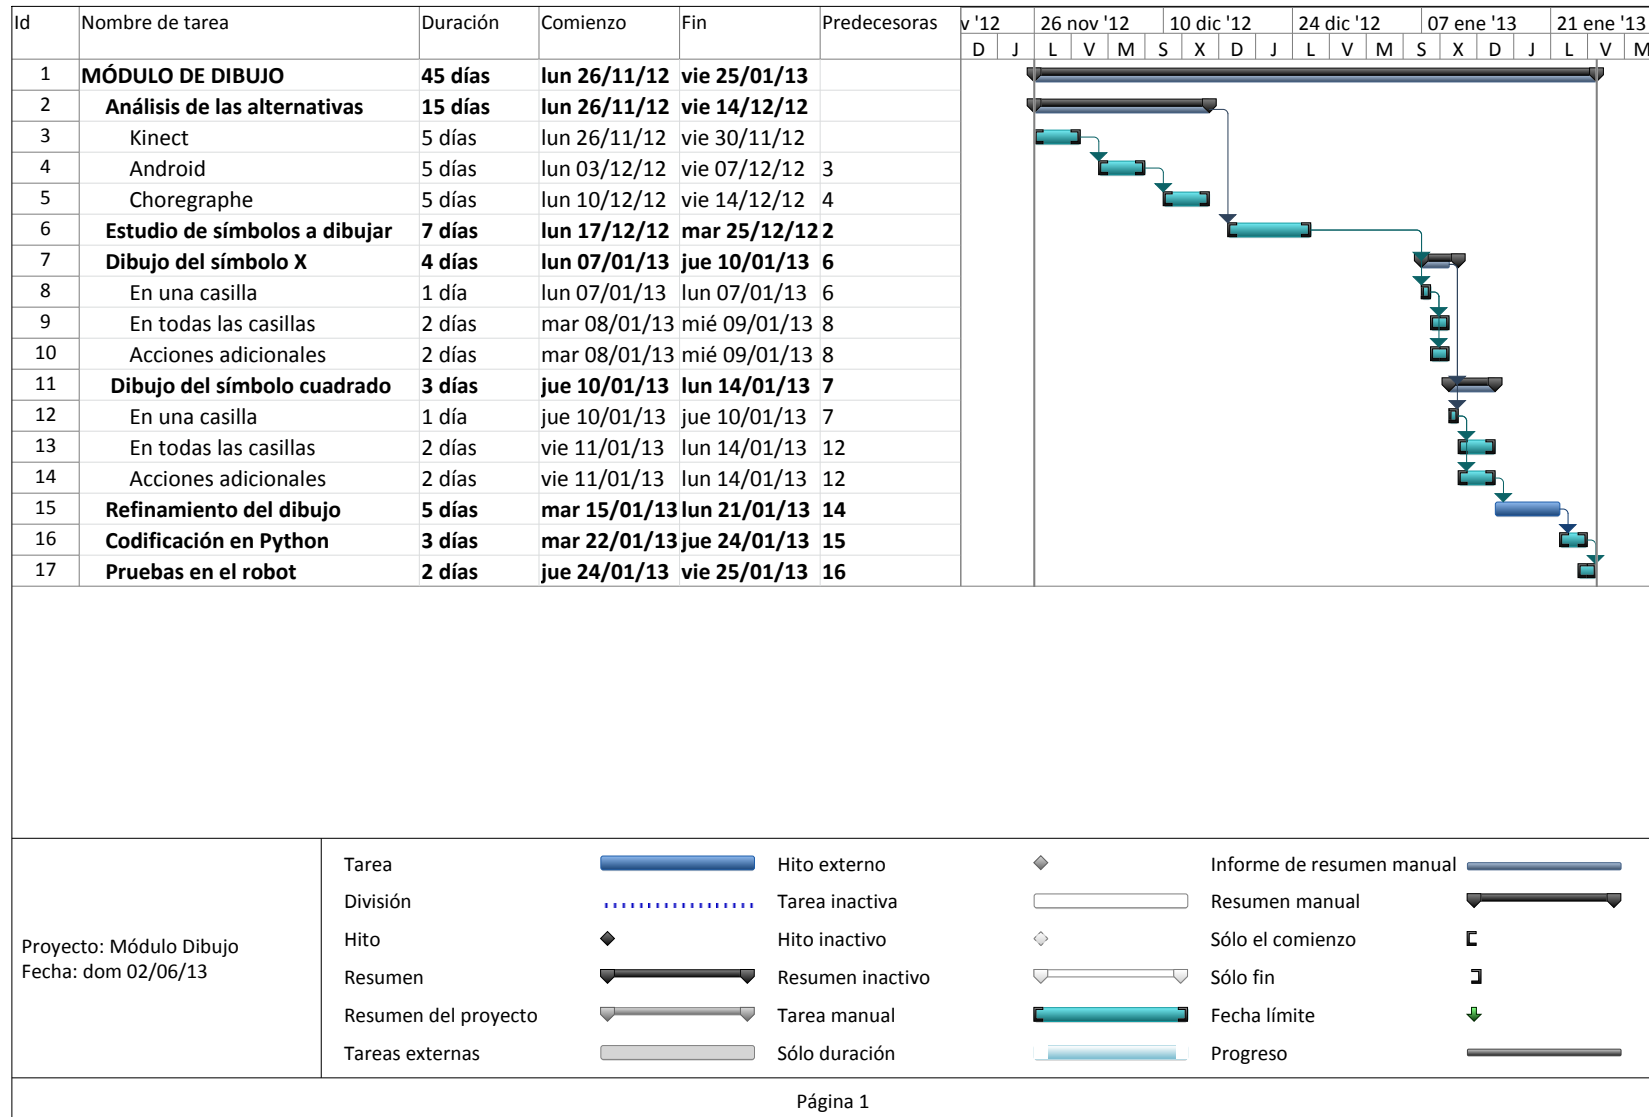 Id Nombre de tarea Duración Comienzo Fin Predecesoras
v '12 26 nov '12 10 dic '12 24 dic '12 07 ene '13 21 ene '13
D J L V M S X D J L V M S X D J L V M
1 MÓDULO DE DIBUJO 45 días lun 26/11/12 vie 25/01/13
2 Análisis de las alternativas 15 días lun 26/11/12 vie 14/12/12
3 Kinect 5 días lun 26/11/12 vie 30/11/12
4 Android 5 días lun 03/12/12 vie 07/12/12 3
5 Choregraphe 5 días lun 10/12/12 vie 14/12/12 4
6 Estudio de símbolos a dibujar 7 días lun 17/12/12 mar 25/12/12 2
7 Dibujo del símbolo X 4 días lun 07/01/13 jue 10/01/13 6
8 En una casilla 1 día lun 07/01/13 lun 07/01/13 6
9 En todas las casillas 2 días mar 08/01/13 mié 09/01/13 8
10 Acciones adicionales 2 días mar 08/01/13 mié 09/01/13 8
11 Dibujo del símbolo cuadrado 3 días jue 10/01/13 lun 14/01/13 7
12 En una casilla 1 día jue 10/01/13 jue 10/01/13 7
13 En todas las casillas 2 días vie 11/01/13 lun 14/01/13 12
14 Acciones adicionales 2 días vie 11/01/13 lun 14/01/13 12
15 Refinamiento del dibujo 5 días mar 15/01/13 lun 21/01/13 14
16 Codificación en Python 3 días mar 22/01/13 jue 24/01/13 15
17 Pruebas en el robot 2 días jue 24/01/13 vie 25/01/13 16
Proyecto: Módulo Dibujo
Fecha: dom 02/06/13
Tarea Hito externo Informe de resumen manual
División Tarea inactiva Resumen manual
Hito Hito inactivo Sólo el comienzo
Resumen Resumen inactivo Sólo fin
Resumen del proyecto Tarea manual Fecha límite
Tareas externas Sólo duración Progreso
Página 1